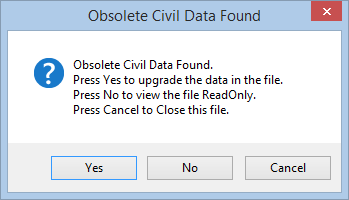 Obsolete Civil Data Found
Obsolete Civil Data Found.
Press Yes to upgrade the data in the file.
Press No to view the file ReadOnly.
Press Cancel to Close this file.
Yes
No
Cancel